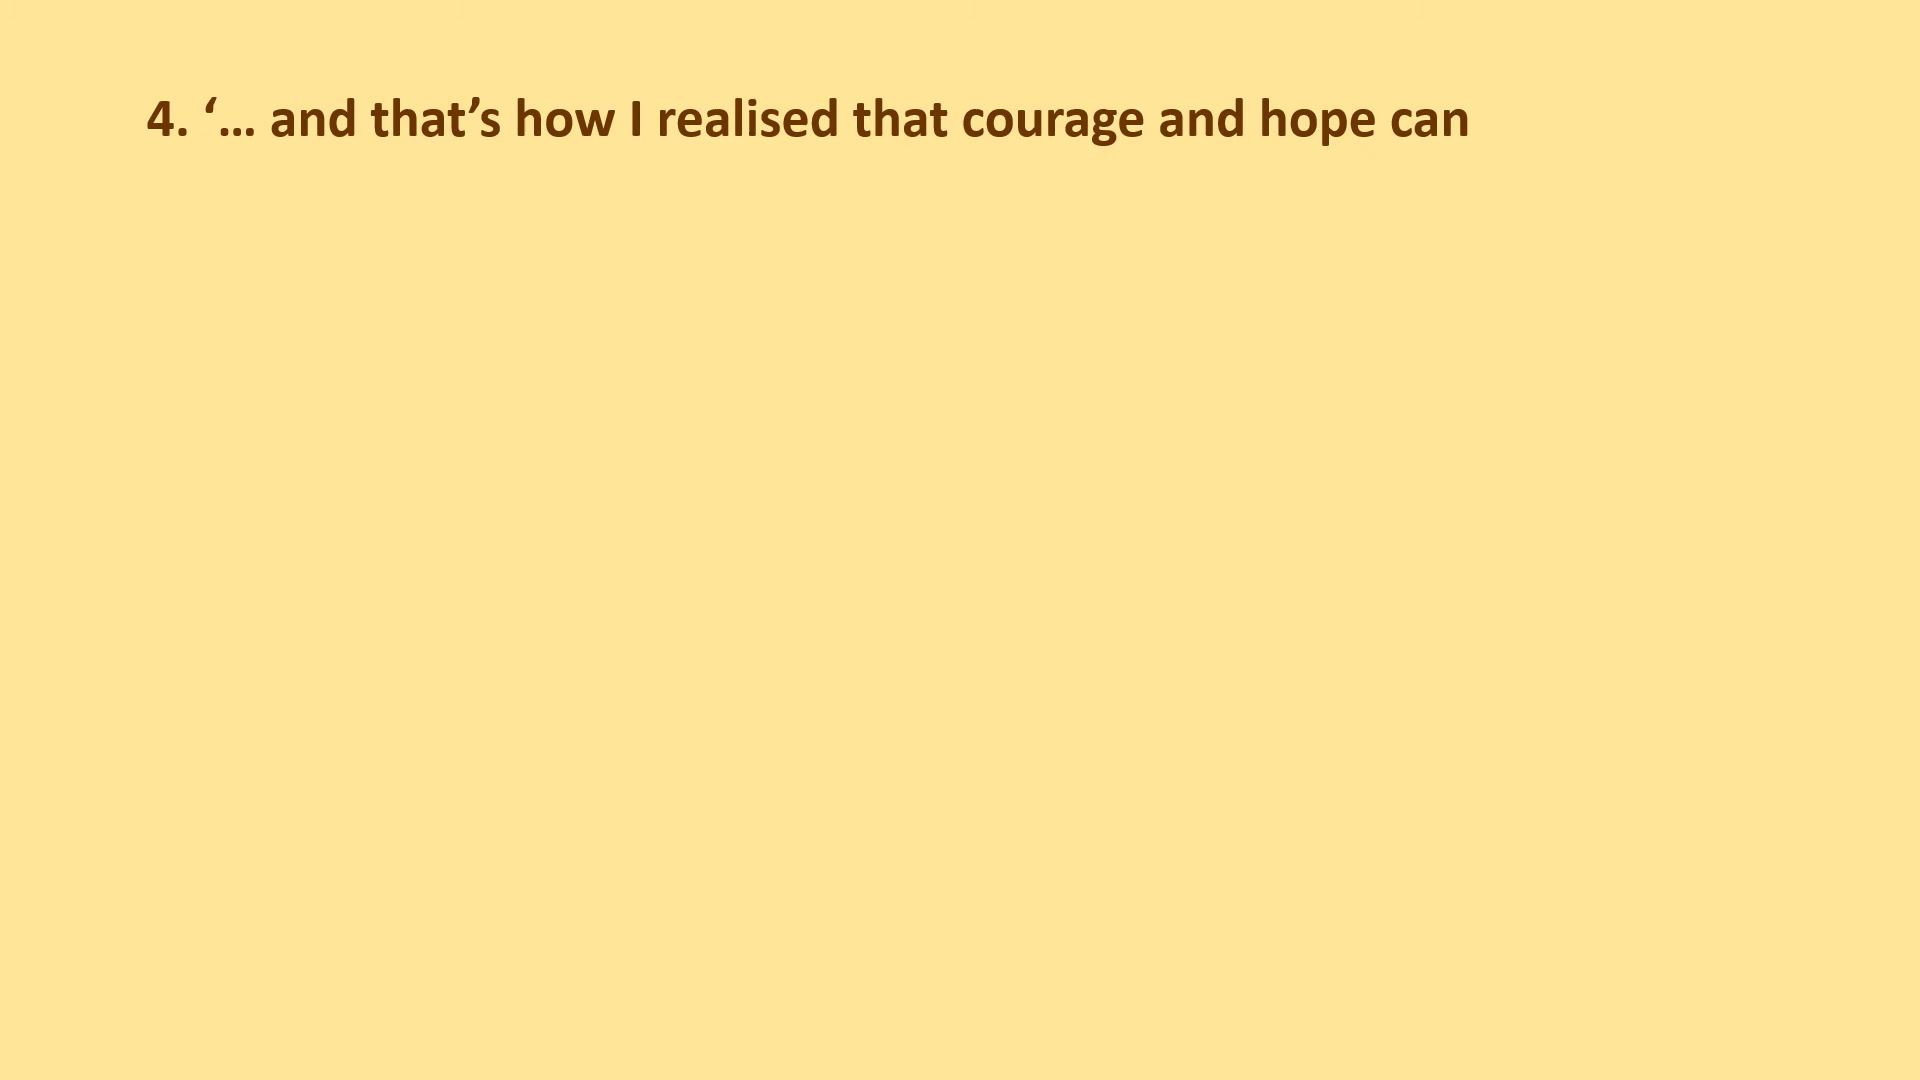 4. ‘... and that’s how I realised that courage and hope can